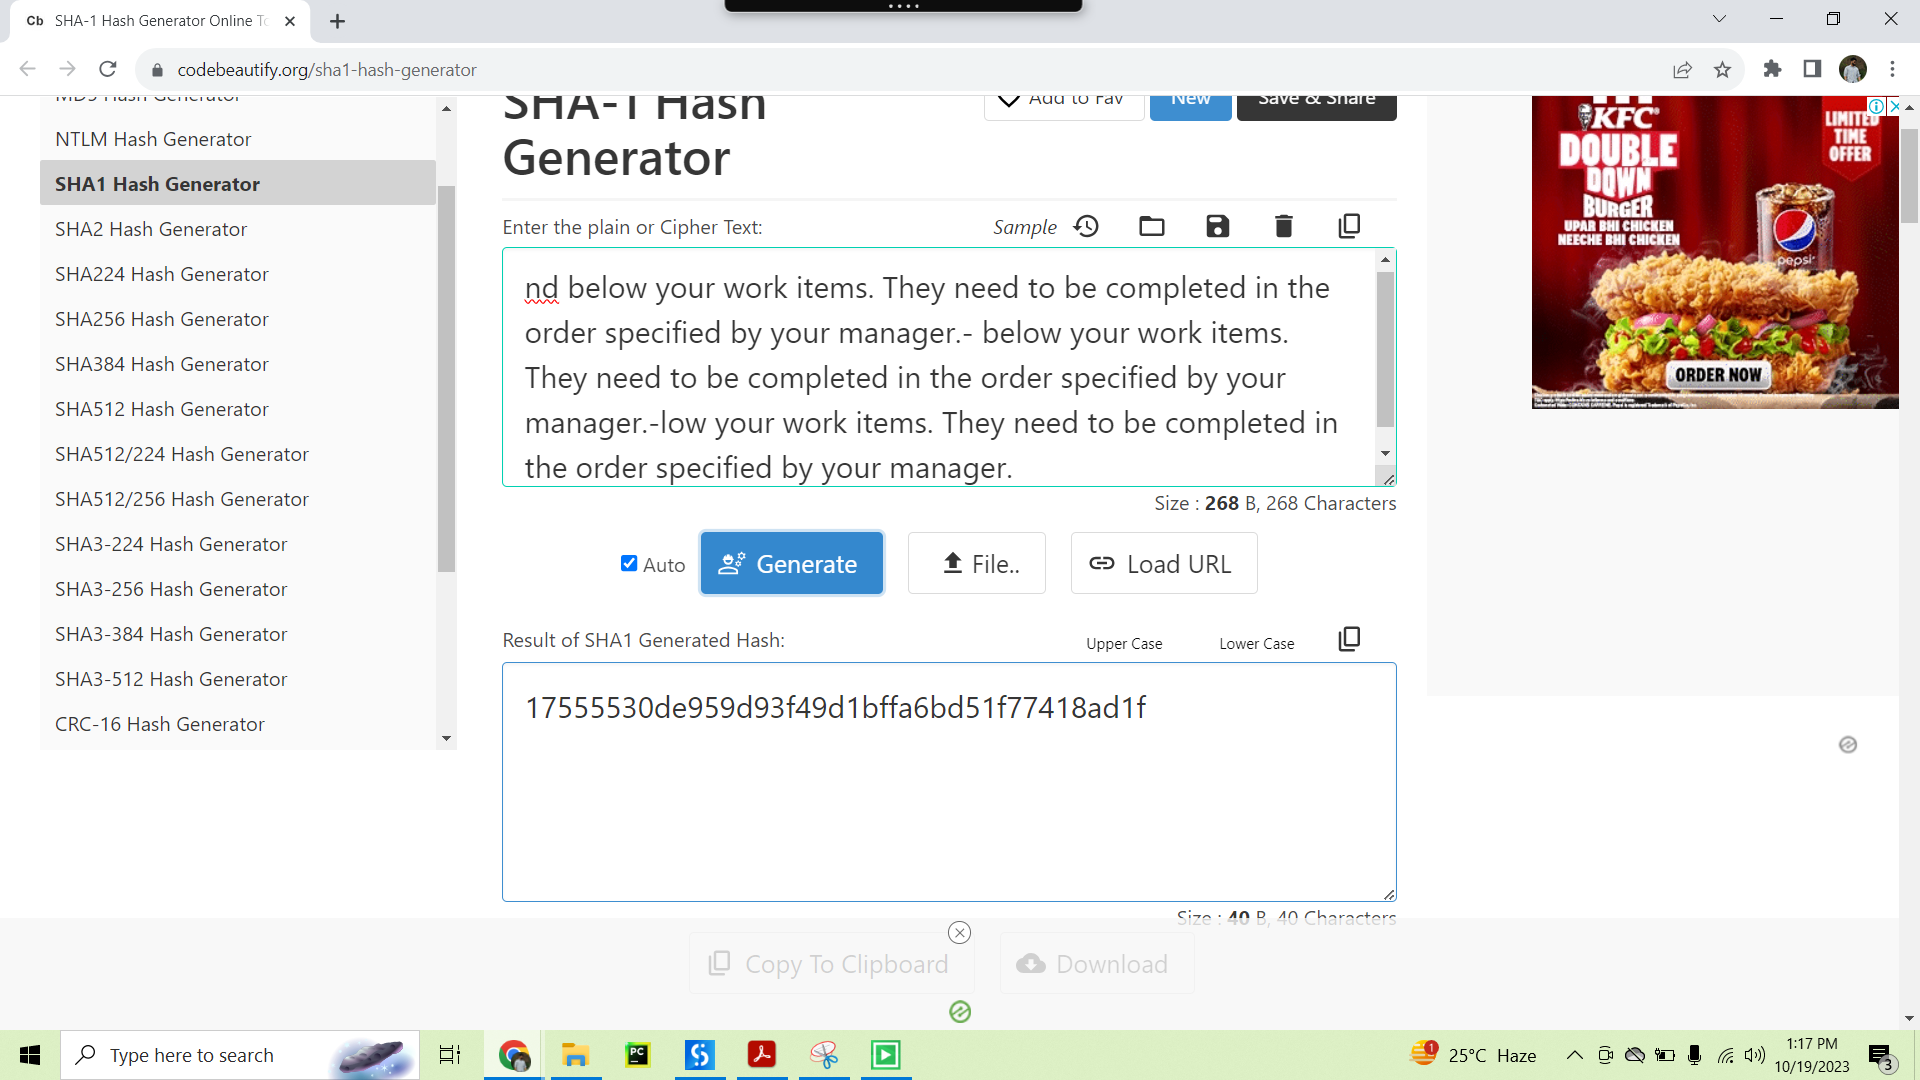 Cb SHA-1 Hash Generator Online To
codebeautify.org/sha1-hash-generator
MD5 Hash Generator
NTLM Hash Generator
SHA1 Hash Generator
SHA2 Hash Generator
SHA224 Hash Generator
SHA256 Hash Generator
SHA384 Hash Generator
SHA512 Hash Generator
SHA512/224 Hash Generator
SHA512/256 Hash Generator
SHA3-224 Hash Generator
SHA3-256 Hash Generator
SHA3-384 Hash Generator
SHA3-512 Hash Generator
CRC-16 Hash Generator
SHA-1 Hash
Generator
Add to Fav
New
Save & Share
Enter the plain or Cipher Text:
Sample
nd below your work items. They need to be completed in the
order specified by your manager.- below your work items.
They need to be completed in the order specified by your
manager.-low your work items. They need to be completed in
the order specified by your manager.
Size : 268 B, 268 Characters
Auto
Generate
File..
Load URL
Result of SHA1 Generated Hash:
Upper Case
Lower Case
17555530de959d93f49d1bffa6bd51f77418ad1f
Size : 40 B, 40 Characters
Copy To Clipboard
Download
KFC
DOUBLE
DOWN
BURGER
UPAR BHI CHICKEN
NEECHE BHI CHICKEN
LIMITED
TIME
OFFER
pepsi
ORDER NOW
Type here to search
PC
1
25°C Haze
1:17 PM
10/19/2023
3